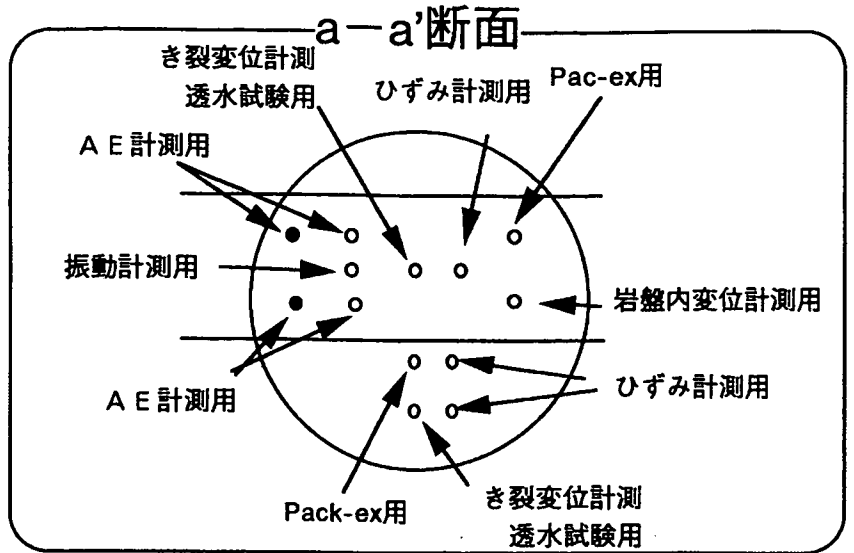 a－a'断面
き裂変位計測
透水試験用
ひずみ計測用
Pac-ex用
ＡＥ計測用
振動計測用
岩盤内変位計測用
ＡＥ計測用
ひずみ計測用
Pack-ex用
き裂変位計測
透水試験用